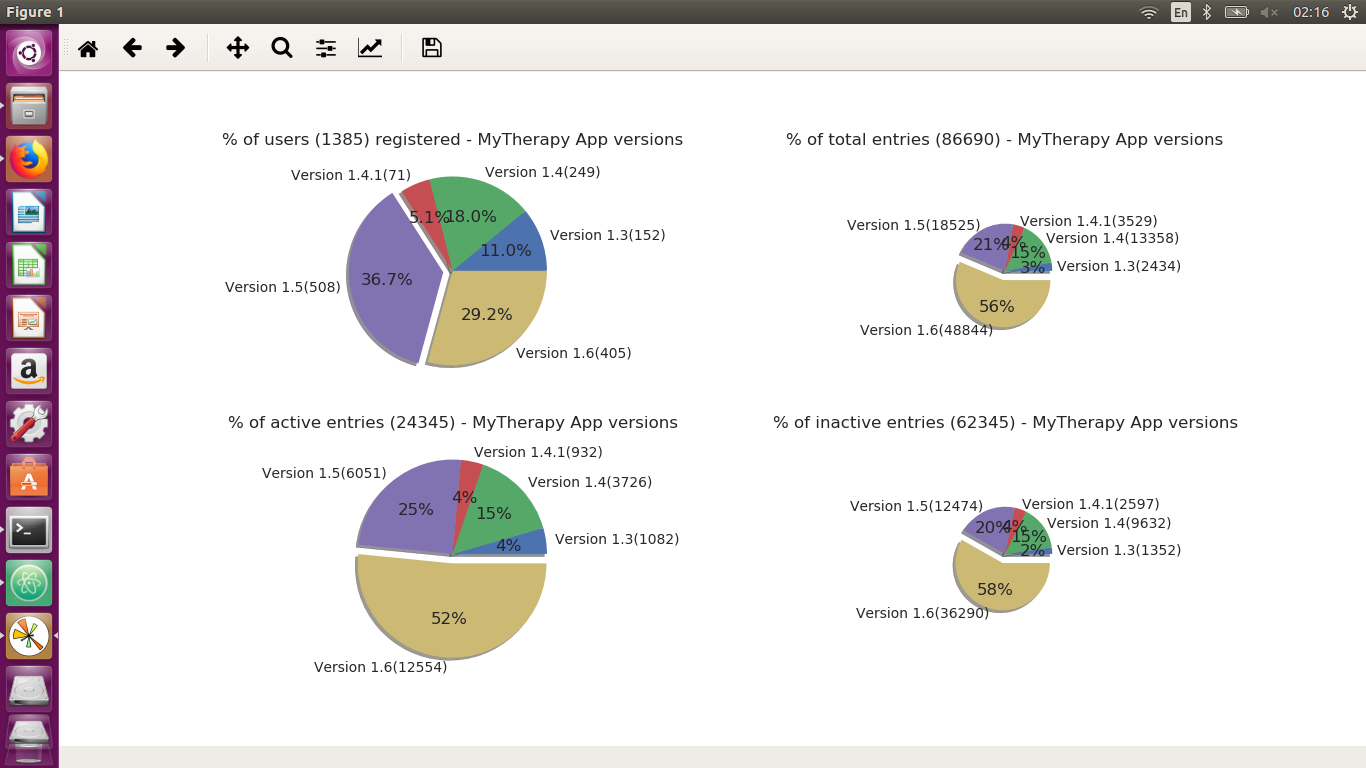 Figure 1
En
02:16
% of users (1385) registered - MyTherapy App versions
Version 1.4.1(71)
Version 1.4(249)
5.1%
18.0%
Version 1.3(152)
11.0%
36.7%
Version 1.5(508)
29.2%
Version 1.6(405)
% of total entries (86690) - MyTherapy App versions
Version 1.5(18525)
Version 1.4.1(3529)
Version 1.4(13358)
21%
4%
15%
3%
Version 1.3(2434)
56%
Version 1.6(48844)
% of active entries (24345) - MyTherapy App versions
Version 1.4.1(932)
Version 1.5(6051)
Version 1.4(3726)
4%
25%
15%
Version 1.3(1082)
4%
52%
Version 1.6(12554)
% of inactive entries (62345) - MyTherapy App versions
Version 1.5(12474)
Version 1.4.1(2597)
Version 1.4(9632)
20%
4%
15%
2%
Version 1.3(1352)
58%
Version 1.6(36290)